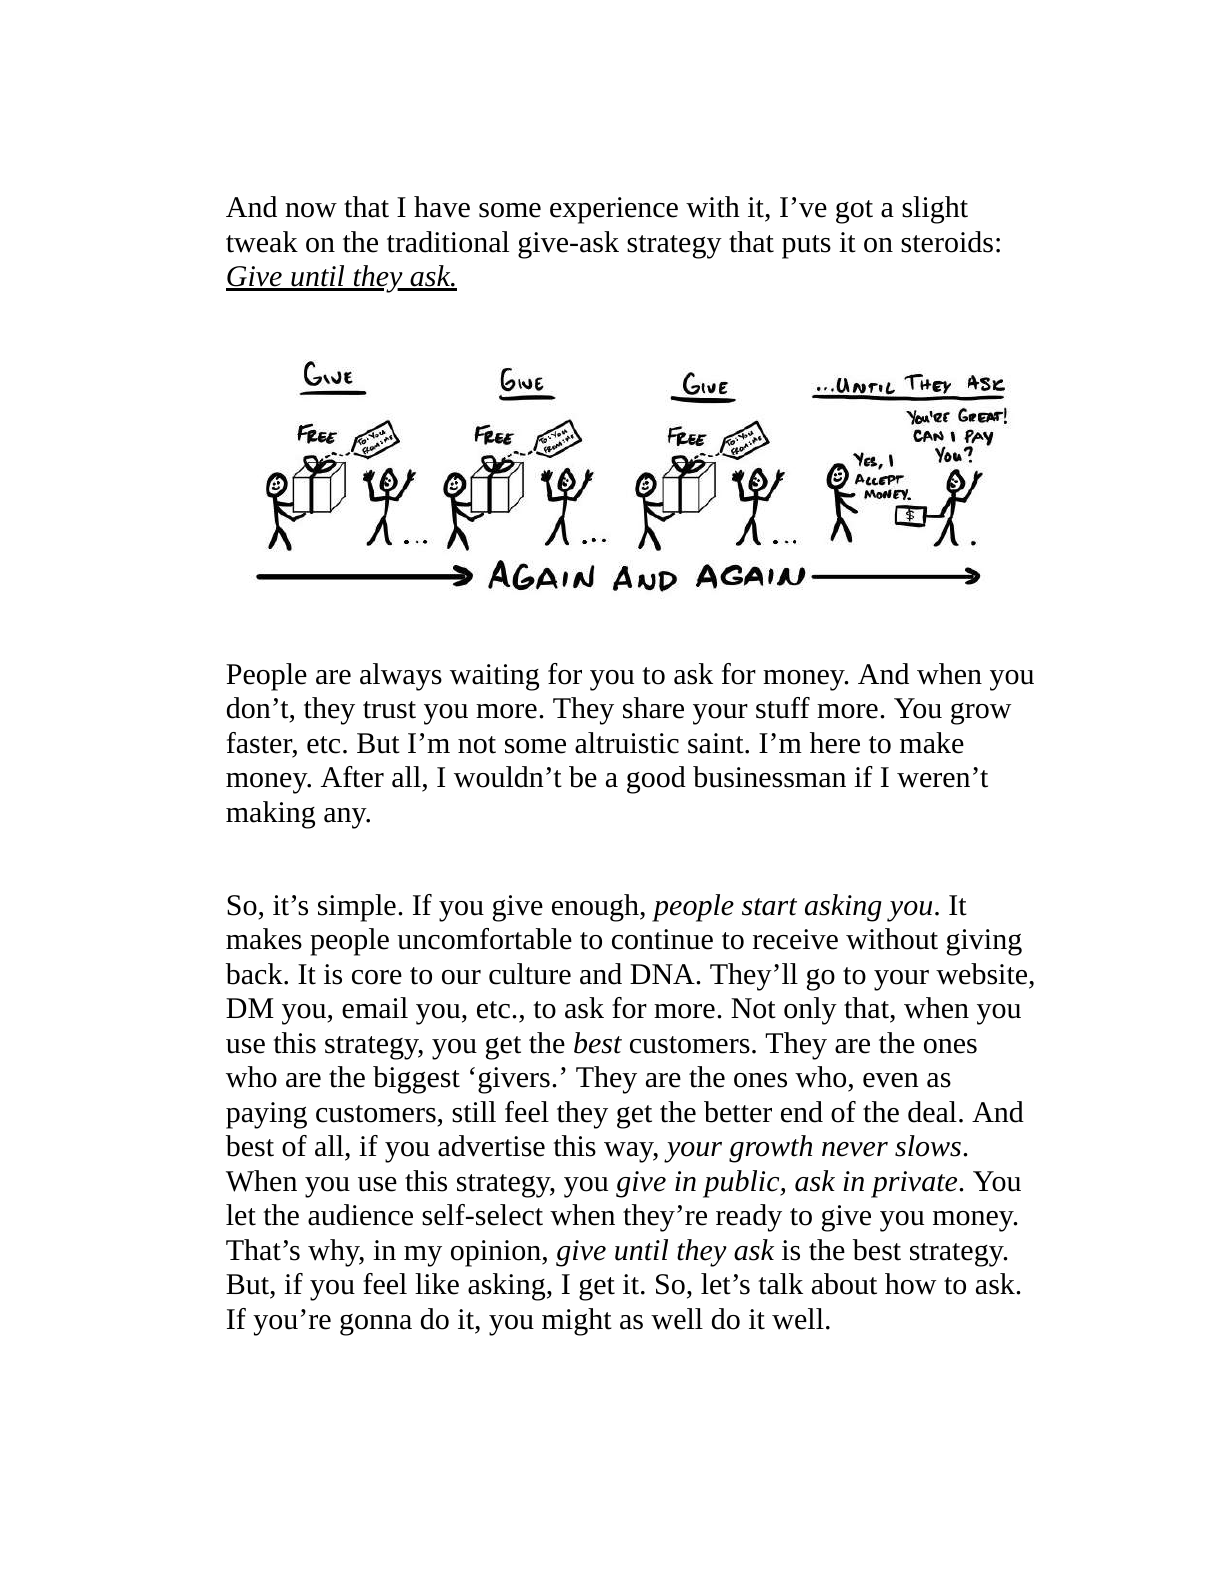 And now that I have some experience with it, I’ve got a slight
tweak on the traditional give-ask strategy that puts it on steroids:
Give until they ask.
GIVE
GIVE
GIVE
...UNTIL THEY ASK
FREE
TO: YOU
FROM: ME
FREE
TO: YOU
FROM: ME
FREE
TO: YOU
FROM: ME
YES, I
ACCEPT
MONEY.
YOU'RE GREAT!
CAN I PAY
YOU?
$
...
...
...
.
AGAIN AND AGAIN
People are always waiting for you to ask for money. And when you
don’t, they trust you more. They share your stuff more. You grow
faster, etc. But I’m not some altruistic saint. I’m here to make
money. After all, I wouldn’t be a good businessman if I weren’t
making any.
So, it’s simple. If you give enough, people start asking you. It
makes people uncomfortable to continue to receive without giving
back. It is core to our culture and DNA. They’ll go to your website,
DM you, email you, etc., to ask for more. Not only that, when you
use this strategy, you get the best customers. They are the ones
who are the biggest ‘givers.’ They are the ones who, even as
paying customers, still feel they get the better end of the deal. And
best of all, if you advertise this way, your growth never slows.
When you use this strategy, you give in public, ask in private. You
let the audience self-select when they’re ready to give you money.
That’s why, in my opinion, give until they ask is the best strategy.
But, if you feel like asking, I get it. So, let’s talk about how to ask.
If you’re gonna do it, you might as well do it well.